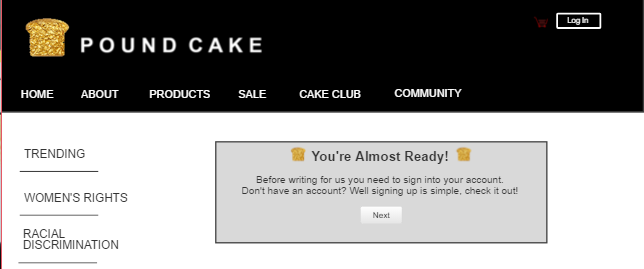 Log In
POUND CAKE
HOME ABOUT PRODUCTS SALE CAKE CLUB COMMUNITY
TRENDING
WOMEN'S RIGHTS
RACIAL
DISCRIMINATION
You're Almost Ready!
Before writing for us you need to sign into your account.
Don't have an account? Well signing up is simple, check it out!
Next